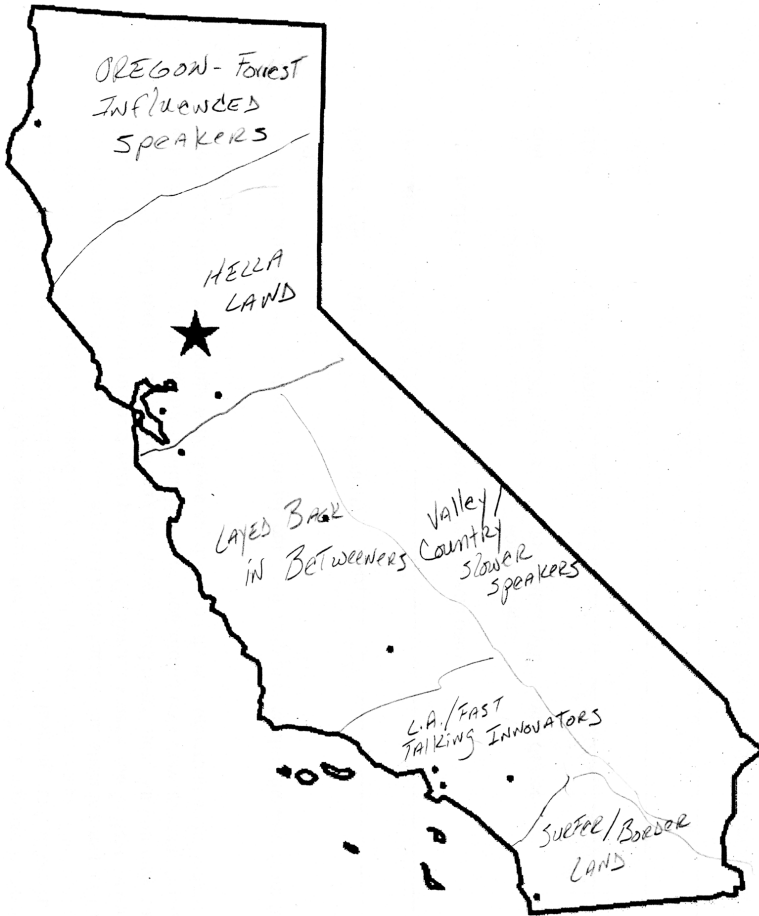 OREGON - Forrest
INFlUENCED
SPeAkeRS
HELLA
LAND
LAYED BACK
IN BeTweeneRS
Valley/
Country
Slower
Speakers
L.A./FAST
TAlKing INNOVATORS
SURFER/BORDER
LAND